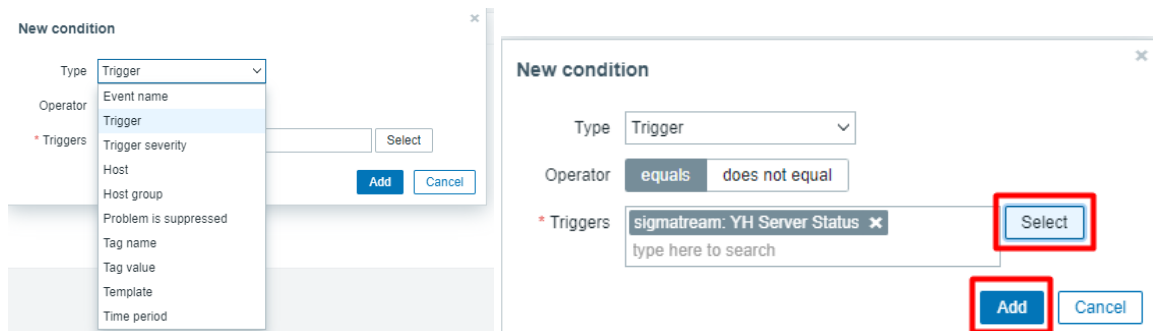 New condition
Type Trigger
Event name
Operator
Trigger
* Triggers
Trigger severity
Select
Host
Host group
Add Cancel
Problem is suppressed
Tag name
Tag value
Template
Time period
New condition
Type Trigger
Operator equals does not equal
* Triggers sigmatream: YH Server Status
Select
type here to search
Add Cancel